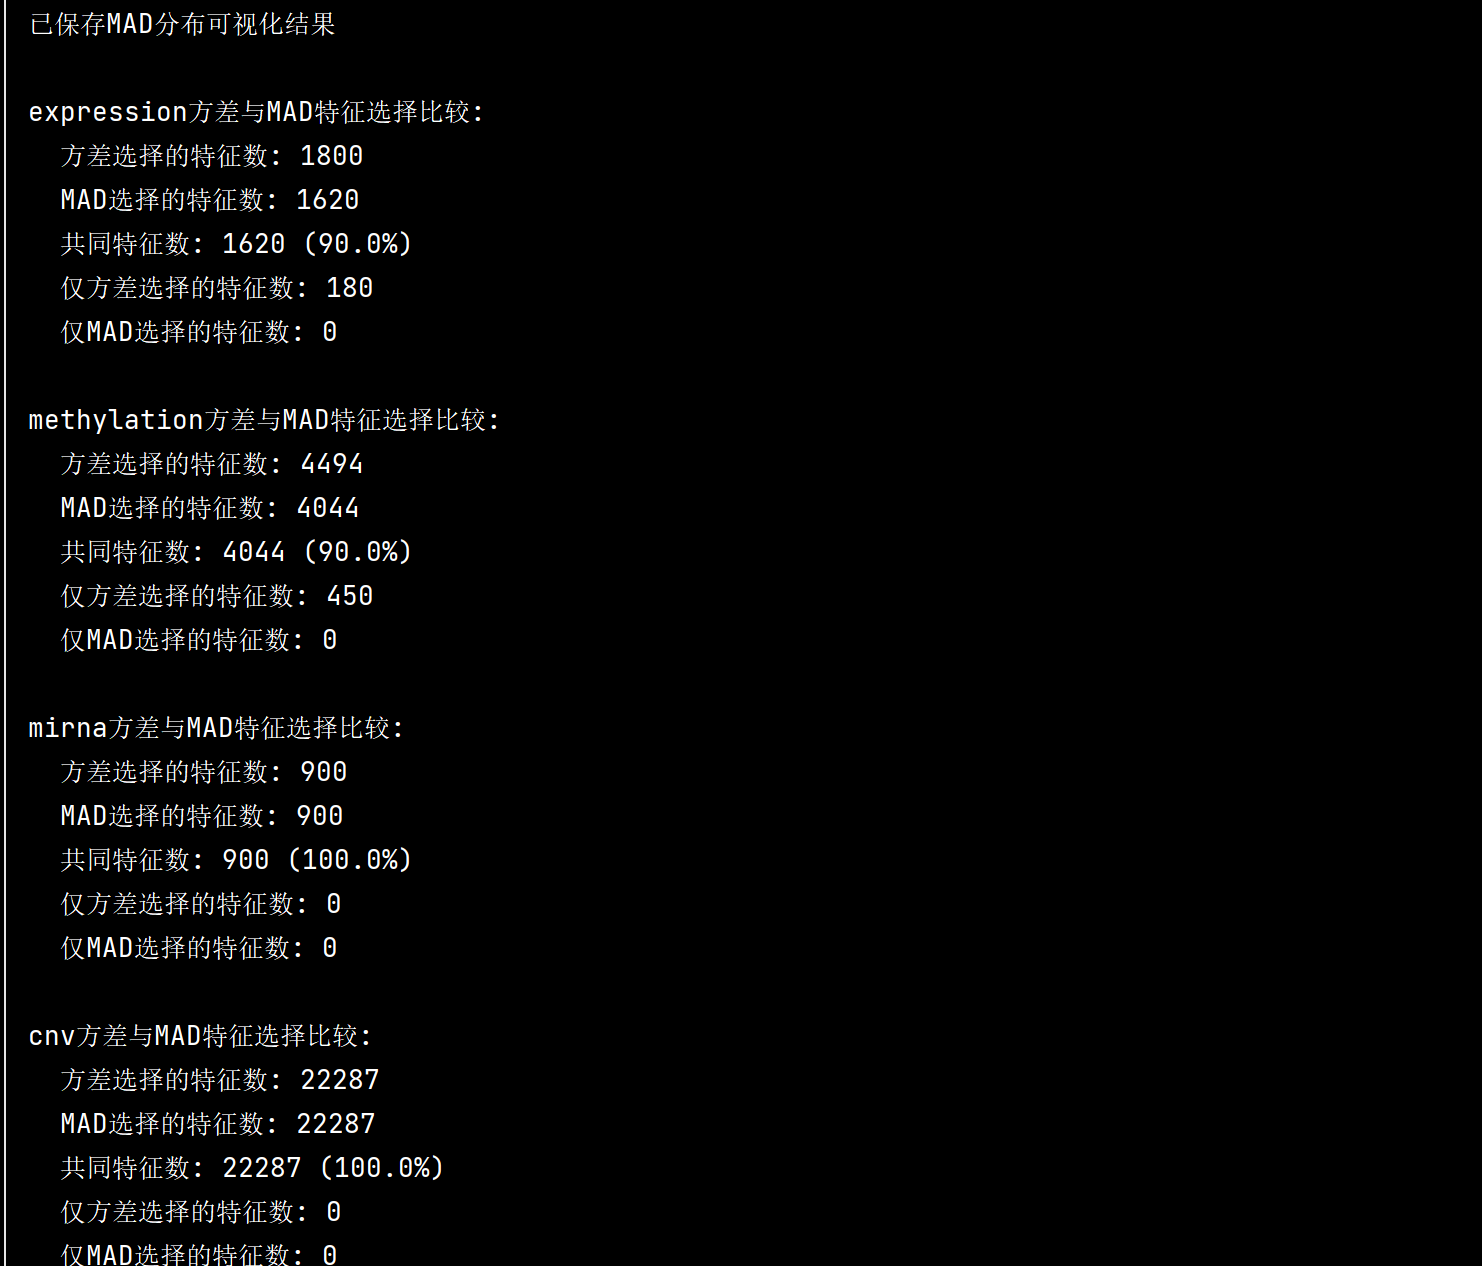 已保存MAD分布可视化结果
expression方差与MAD特征选择比较:
方差选择的特征数: 1800
MAD选择的特征数: 1620
共同特征数: 1620 (90.0%)
仅方差选择的特征数: 180
仅MAD选择的特征数: 0
methylation方差与MAD特征选择比较:
方差选择的特征数: 4494
MAD选择的特征数: 4044
共同特征数: 4044 (90.0%)
仅方差选择的特征数: 450
仅MAD选择的特征数: 0
mirna方差与MAD特征选择比较:
方差选择的特征数: 900
MAD选择的特征数: 900
共同特征数: 900 (100.0%)
仅方差选择的特征数: 0
仅MAD选择的特征数: 0
cnv方差与MAD特征选择比较:
方差选择的特征数: 22287
MAD选择的特征数: 22287
共同特征数: 22287 (100.0%)
仅方差选择的特征数: 0
仅MAD选择的特征数: 0